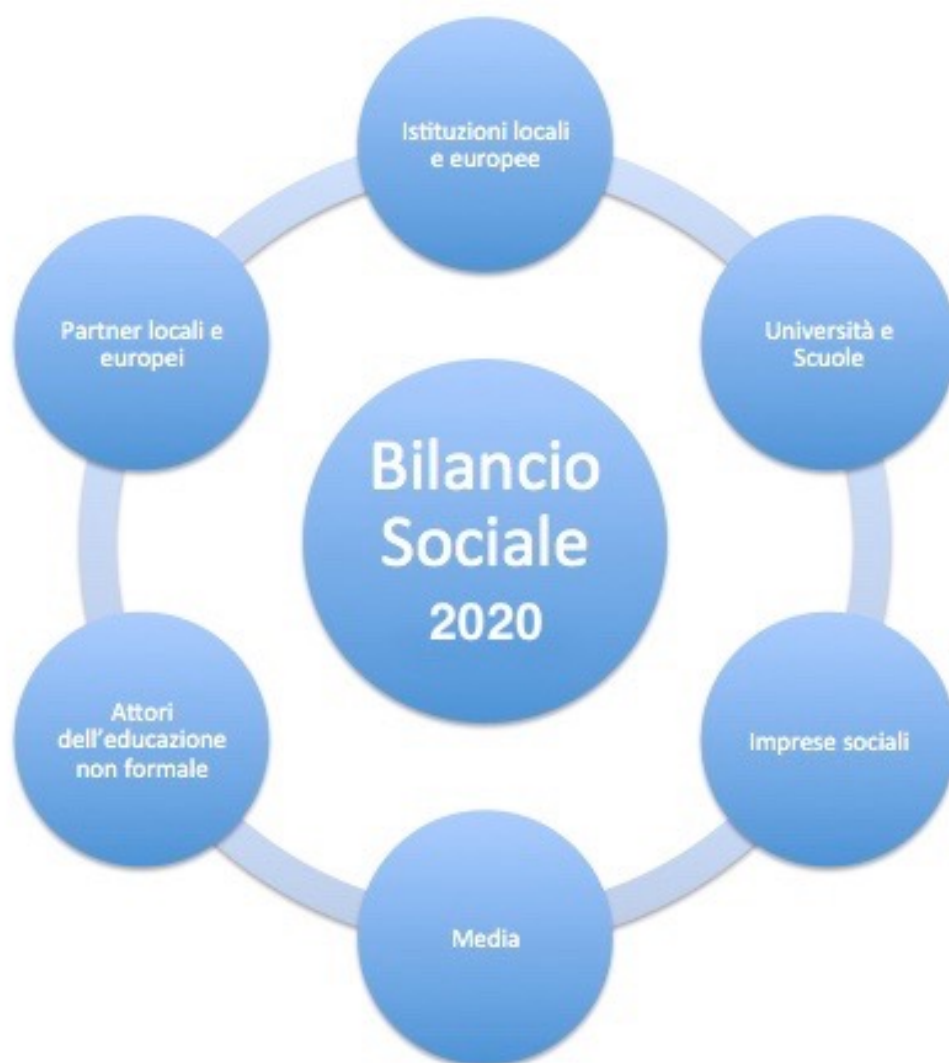 Istituzioni locali
e europee
Partner locali e
europei
Università e
Scuole
Bilancio
Sociale
2020
Attori
dell'educazione
non formale
Imprese sociali
Media